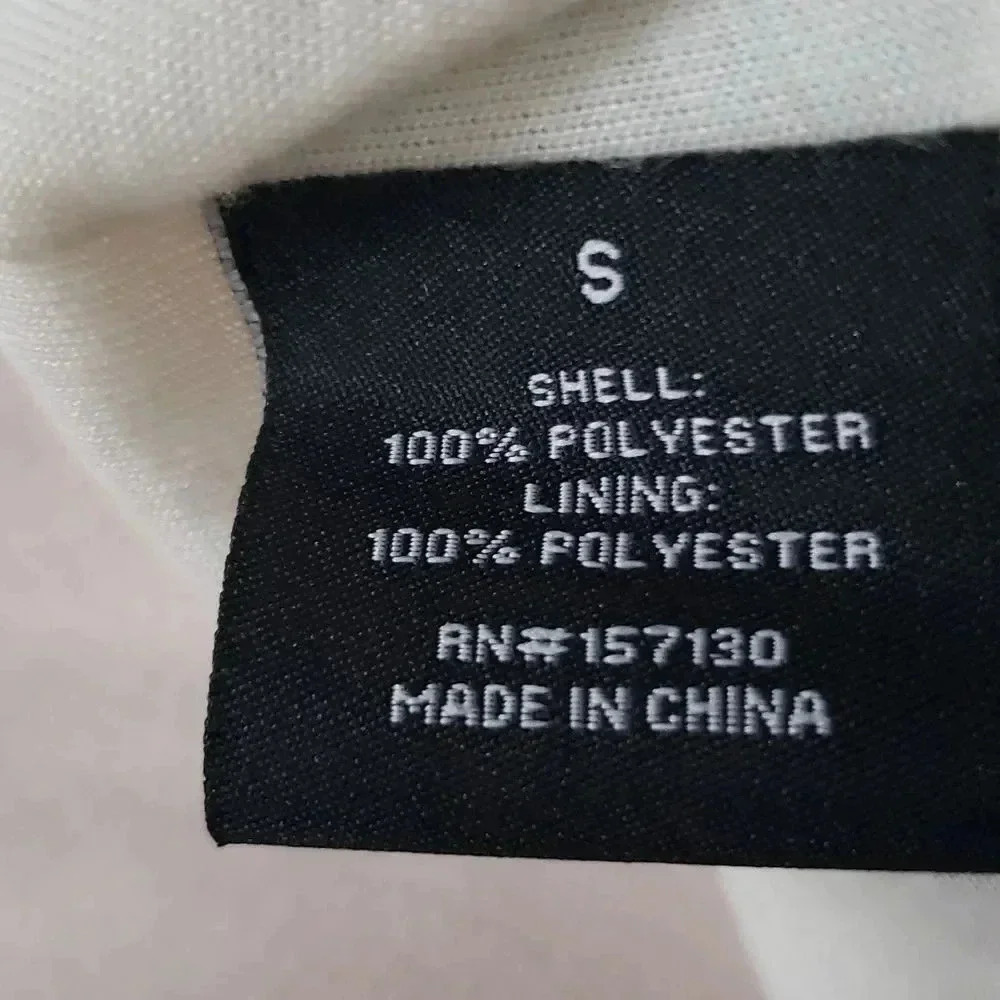 S
SHELL:
100% POLYESTER
LINING:
100% POLYESTER
RN#157130
MADE IN CHINA